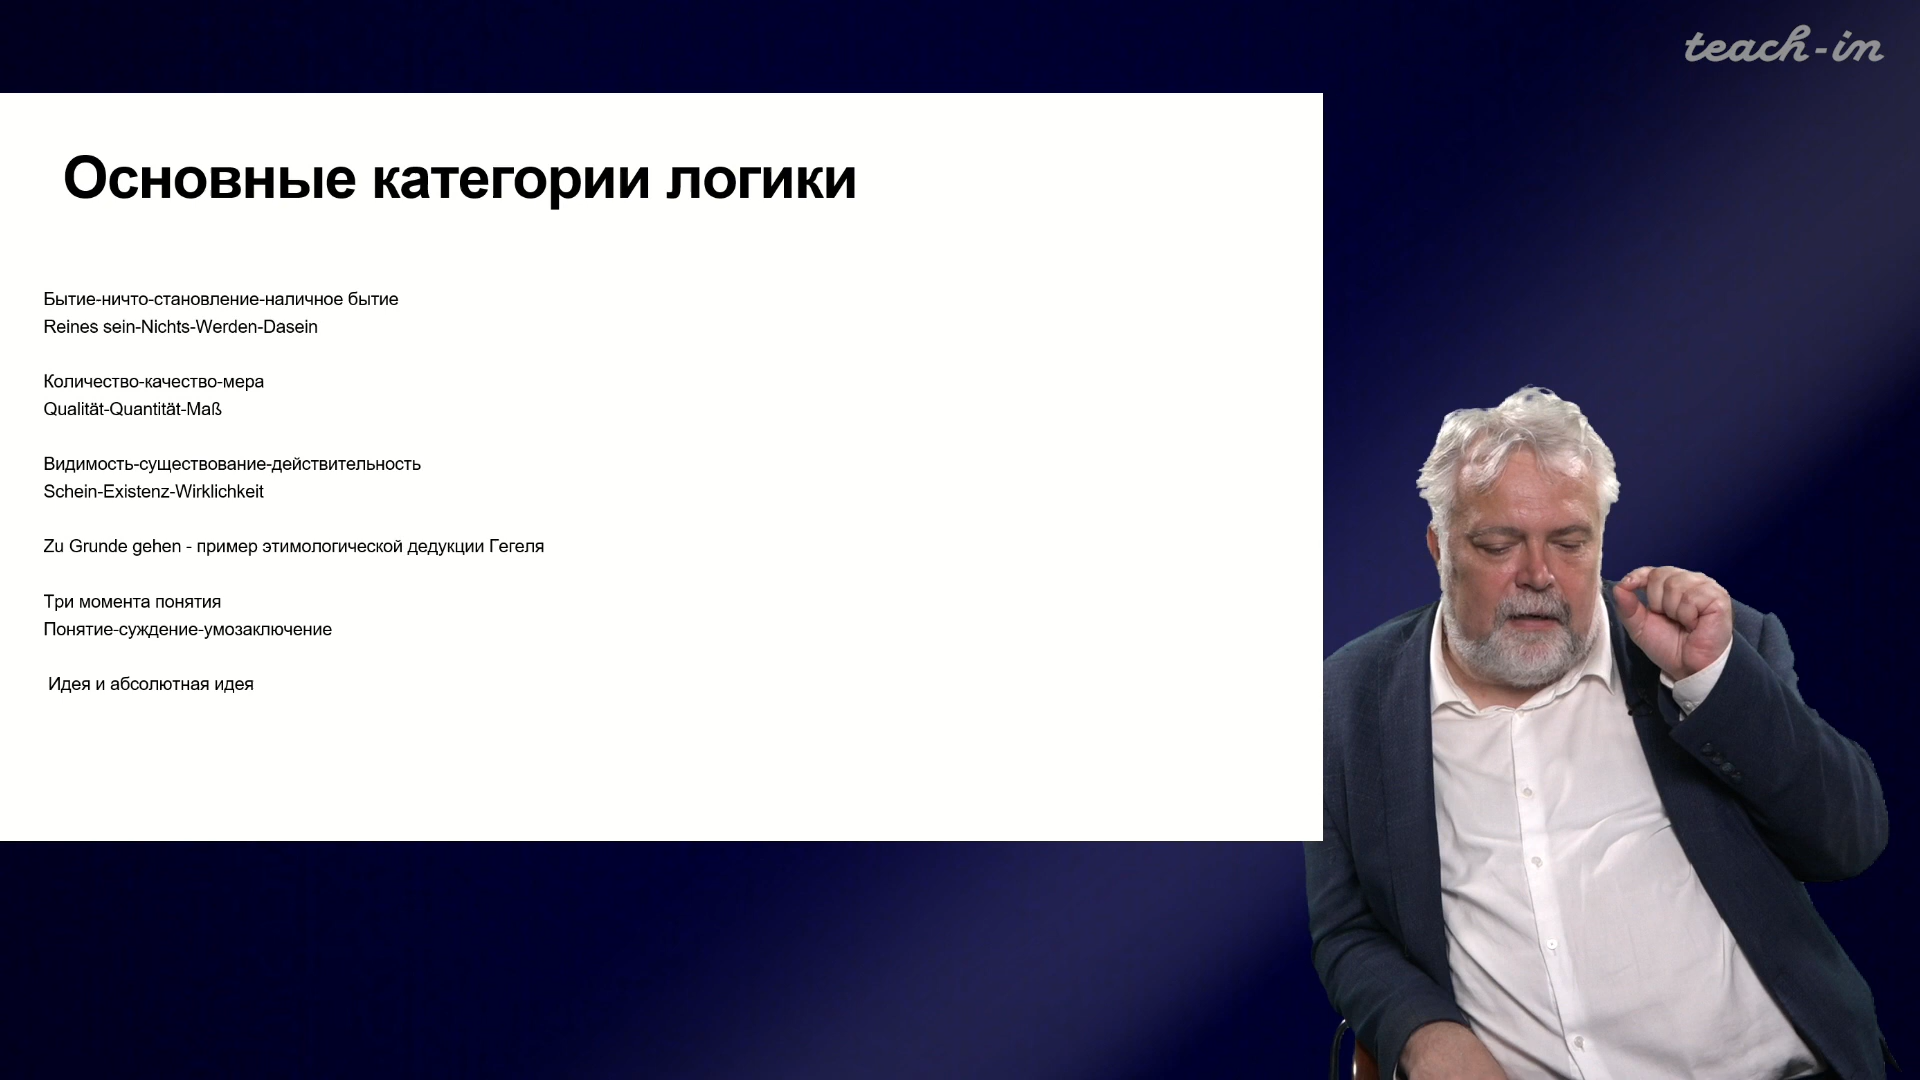 teach-in
Основные категории логики
Бытие-ничто-становление-наличное бытие
Reines sein-Nichts-Werden-Dasein
Количество-качество-мера
Qualität-Quantität-Maß
Видимость-существование-действительность
Schein-Existenz-Wirklichkeit
Zu Grunde gehen - пример этимологической дедукции Гегеля
Три момента понятия
Понятие-суждение-умозаключение
Идея и абсолютная идея